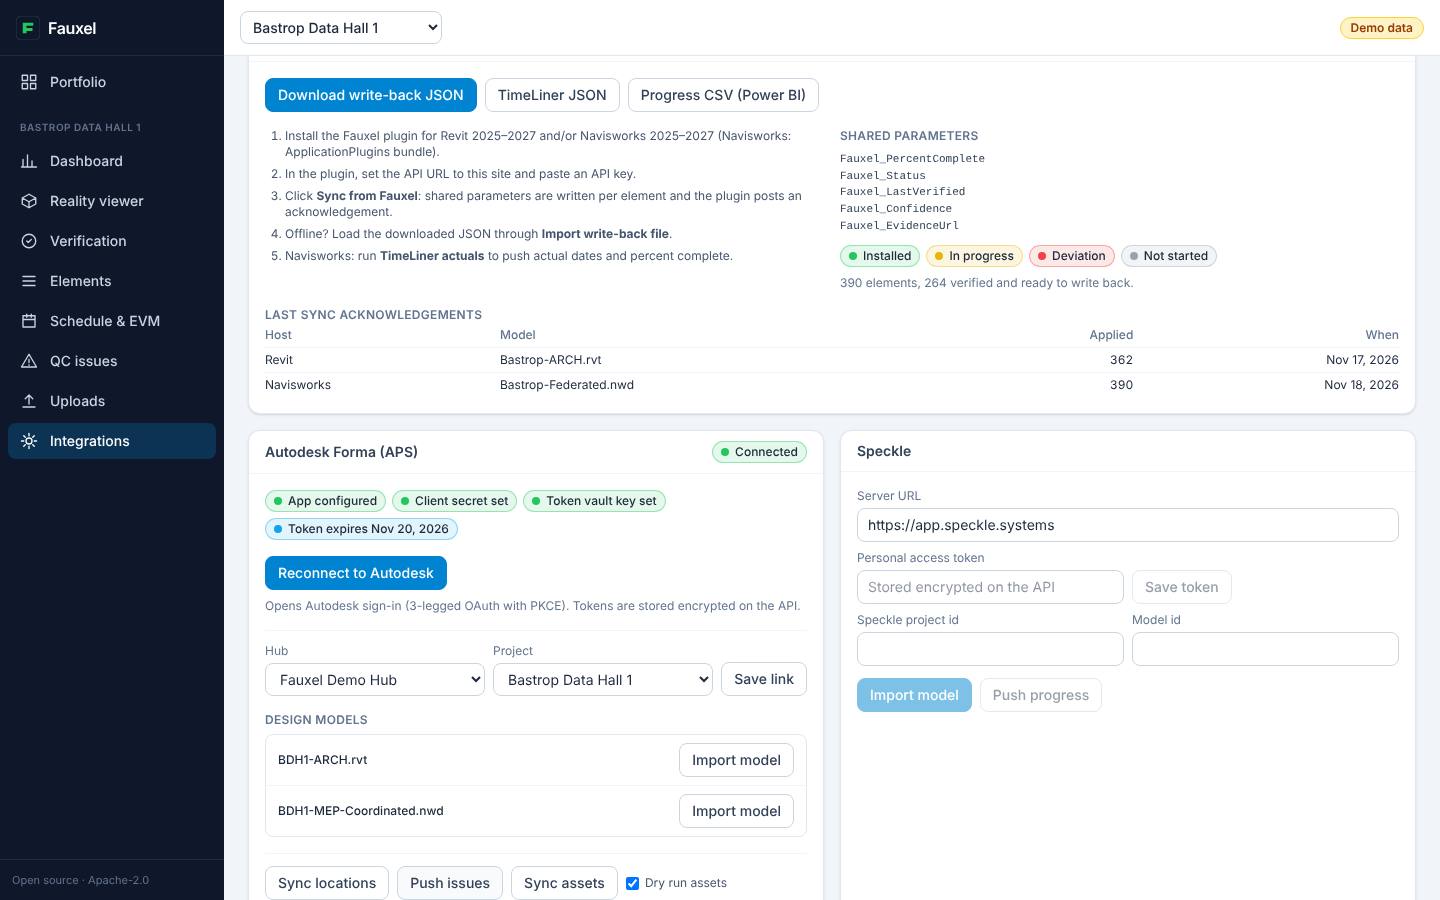 Fauxel
Bastrop Data Hall 1
Demo data
Portfolio
BASTROP DATA HALL 1
Dashboard
Reality viewer
Verification
Elements
Schedule & EVM
QC issues
Uploads
Integrations
Open source · Apache-2.0
Download write-back JSON
TimeLiner JSON
Progress CSV (Power BI)
1. Install the Fauxel plugin for Revit 2025–2027 and/or Navisworks 2025–2027 (Navisworks:
ApplicationPlugins bundle).
2. In the plugin, set the API URL to this site and paste an API key.
3. Click Sync from Fauxel: shared parameters are written per element and the plugin posts an
acknowledgement.
4. Offline? Load the downloaded JSON through Import write-back file.
5. Navisworks: run TimeLiner actuals to push actual dates and percent complete.
SHARED PARAMETERS
Fauxel_PercentComplete
Fauxel_Status
Fauxel_LastVerified
Fauxel_Confidence
Fauxel_EvidenceUrl
Installed In progress Deviation Not started
390 elements, 264 verified and ready to write back.
LAST SYNC ACKNOWLEDGEMENTS
Host Model Applied When
Revit Bastrop-ARCH.rvt 362 Nov 17, 2026
Navisworks Bastrop-Federated.nwd 390 Nov 18, 2026
Autodesk Forma (APS)
Connected
App configured Client secret set Token vault key set
Token expires Nov 20, 2026
Reconnect to Autodesk
Opens Autodesk sign-in (3-legged OAuth with PKCE). Tokens are stored encrypted on the API.
Hub Project
Fauxel Demo Hub Bastrop Data Hall 1 Save link
DESIGN MODELS
BDH1-ARCH.rvt Import model
BDH1-MEP-Coordinated.nwd Import model
Sync locations Push issues Sync assets Dry run assets
Speckle
Server URL
https://app.speckle.systems
Personal access token
Stored encrypted on the API Save token
Speckle project id Model id
Import model Push progress